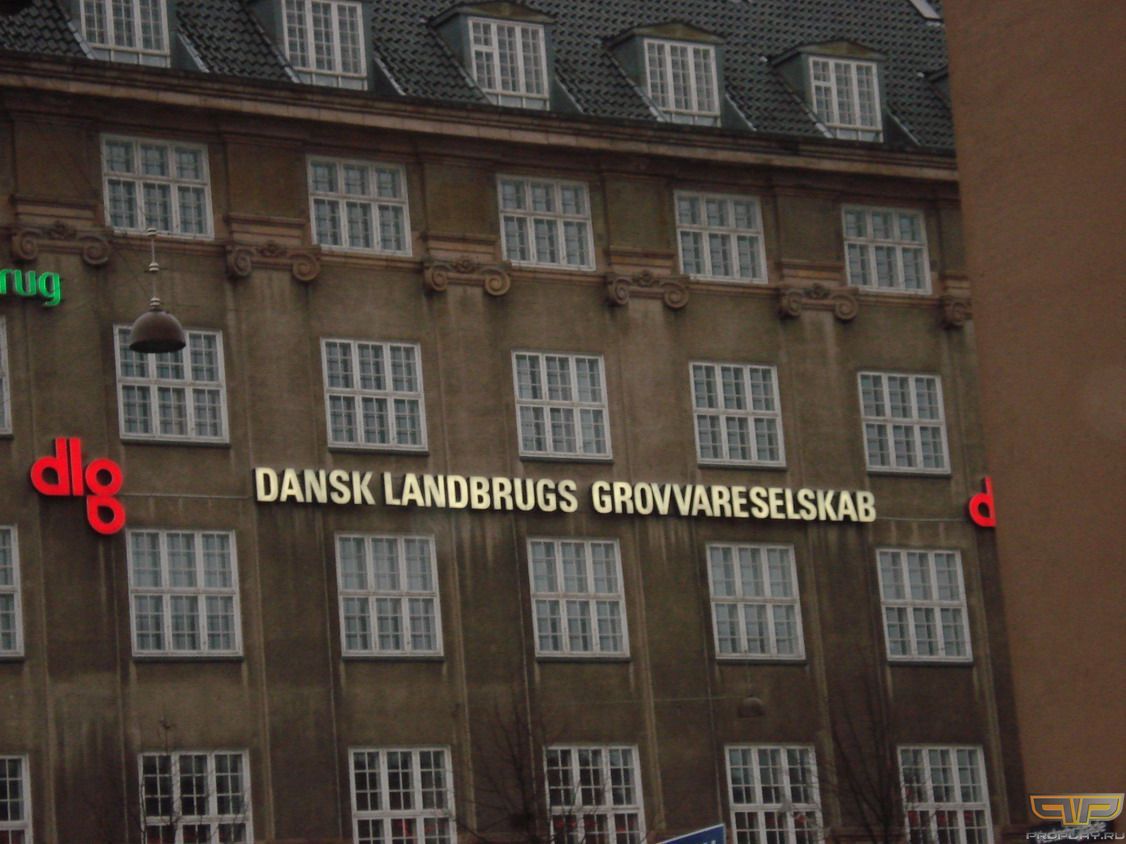 rug
dlg
DANSK LANDBRUGS GROVVARESELSKAB
d
PROPLAY.RU